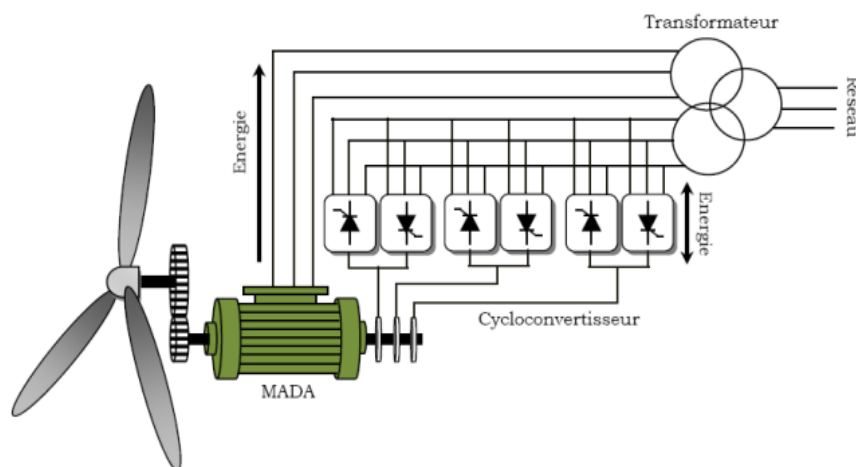 Transformateur
Réseau
Energie
Energie
Cycloconvertisseur
MADA